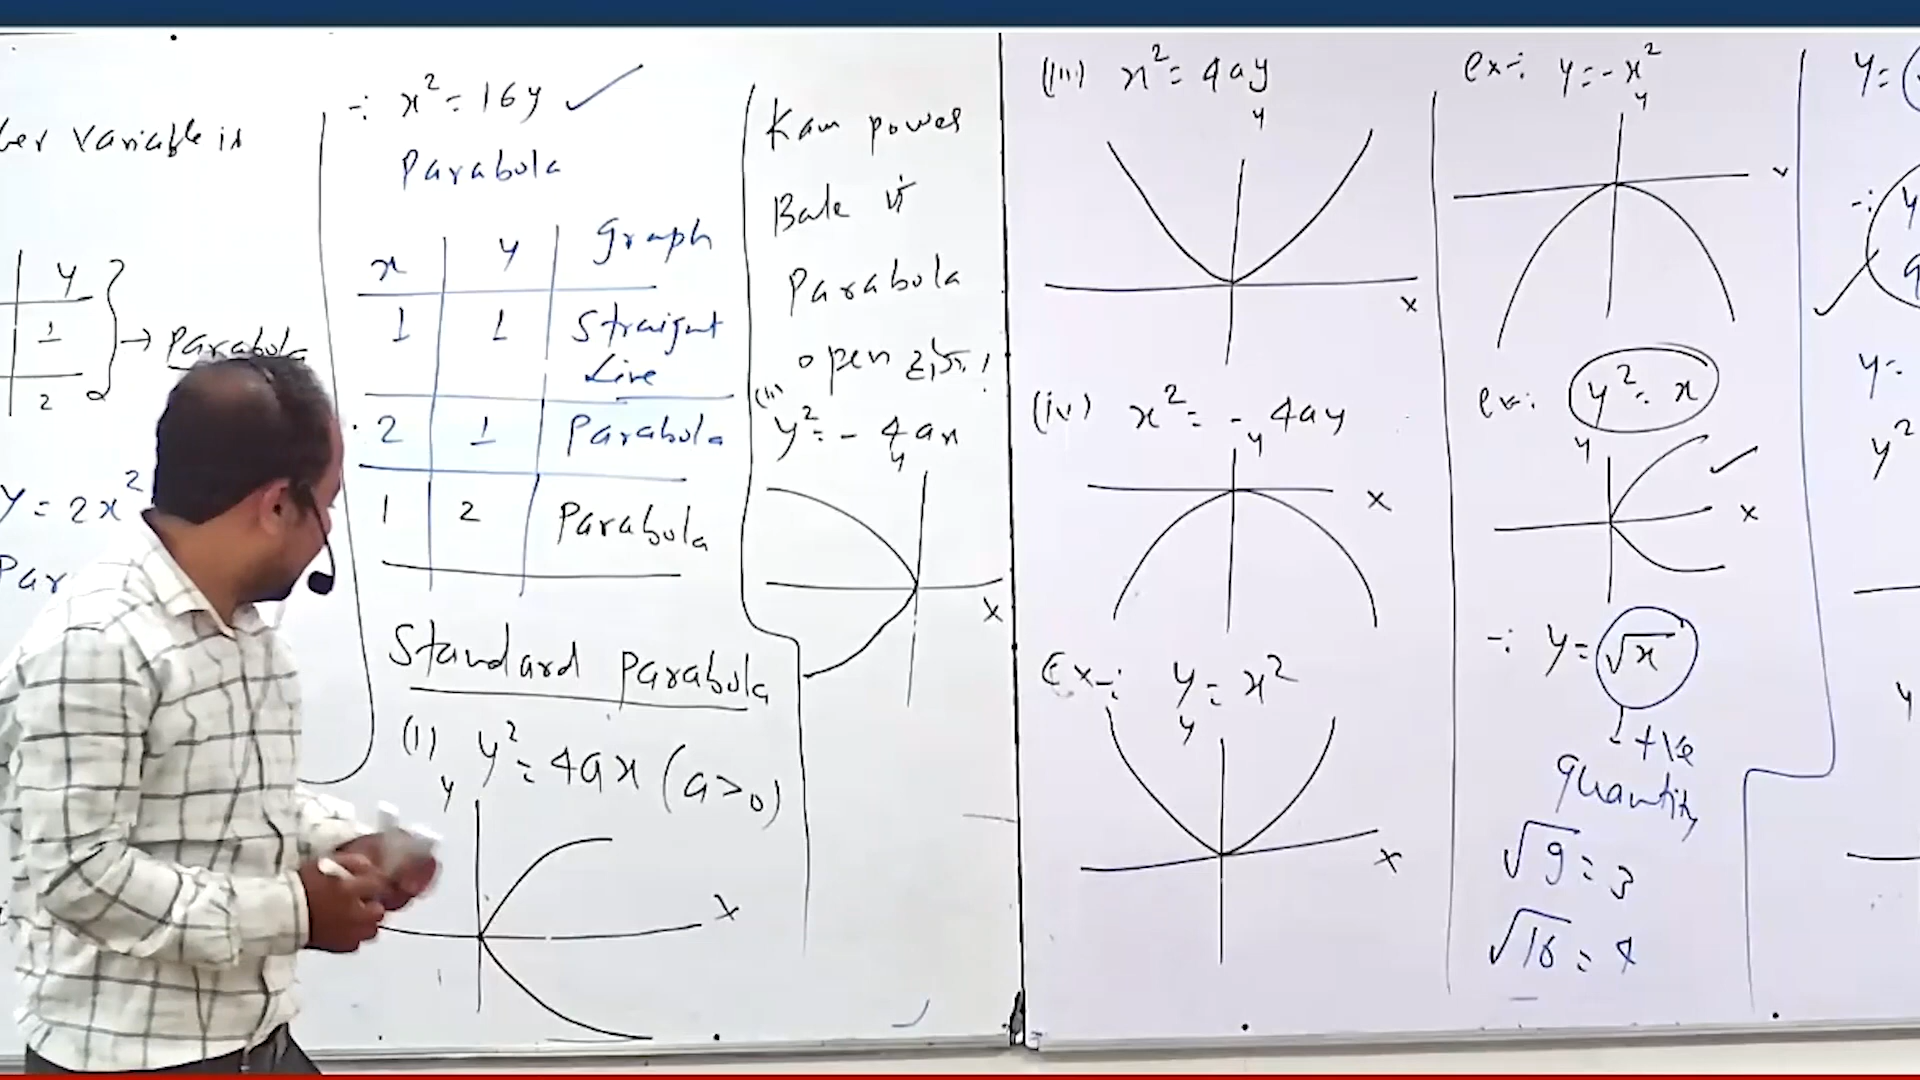 Variable is
y
1
2
→ Parabola
y = 2x²
Par
∴ x² = 16y ✓
Parabola
x y graph
1 1 Straight Line
2 1 Parabola
1 2 Parabola
Standard Parabola
(i) y² = 4ax (a>0)
y
x
Kam power
Parabola
open
(ii)
y² = - 4ax
y
x
(iii) x² = 4ay
y
x
(iv) x² = - 4ay
y
x
Ex-: y = x²
y
x
ex-: y = -x²
y
ex: y² = x
y
x
∴ y = √x
→ +ve
quantity
√9 = 3
√16 = 4
y =
y =
y²
y